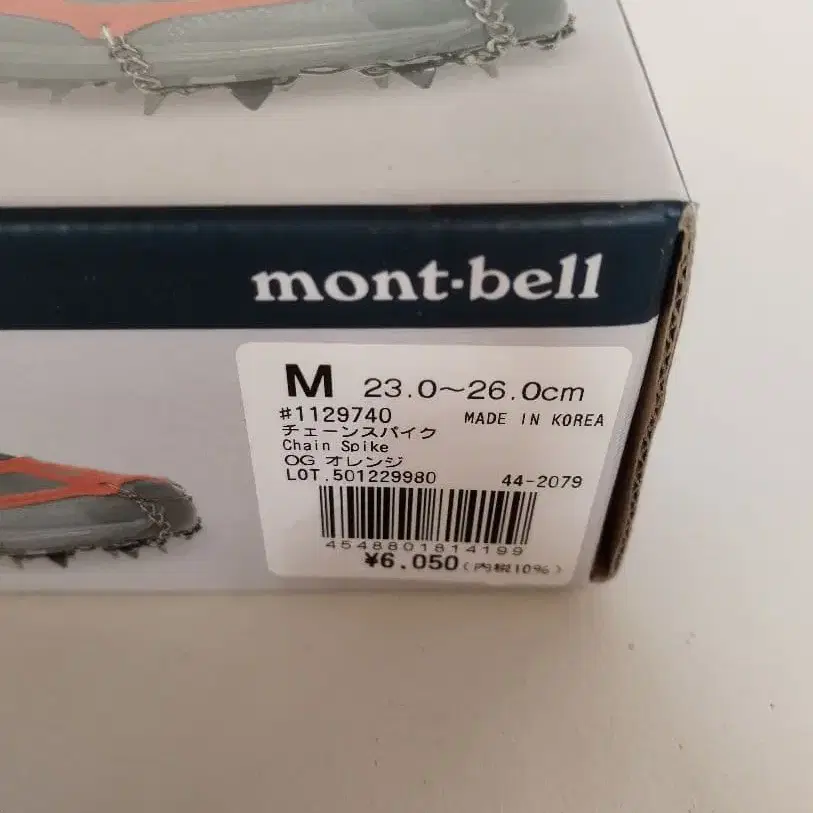 mont-bell
M 23.0～26.0cm
#1129740 MADE IN KOREA
チェーンスパイク
Chain Spike
OG オレンジ
LOT.501229980 44-2079
4548801814199
¥6.050(内税10%)